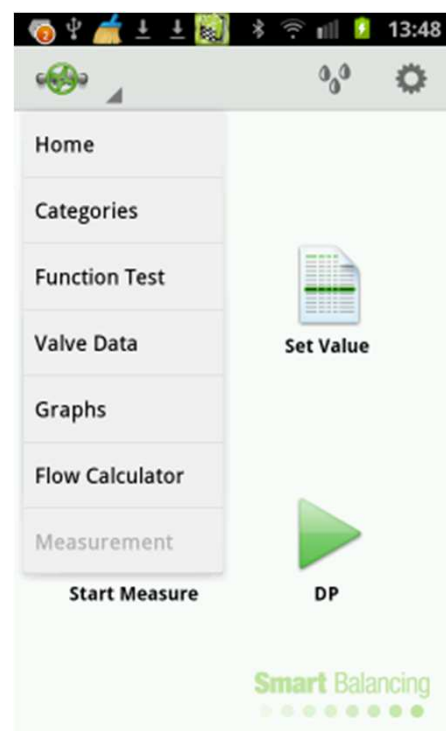 2
13:48
Home
Categories
Function Test
Valve Data
Set Value
Graphs
Flow Calculator
Measurement
Start Measure
DP
Smart Balancing